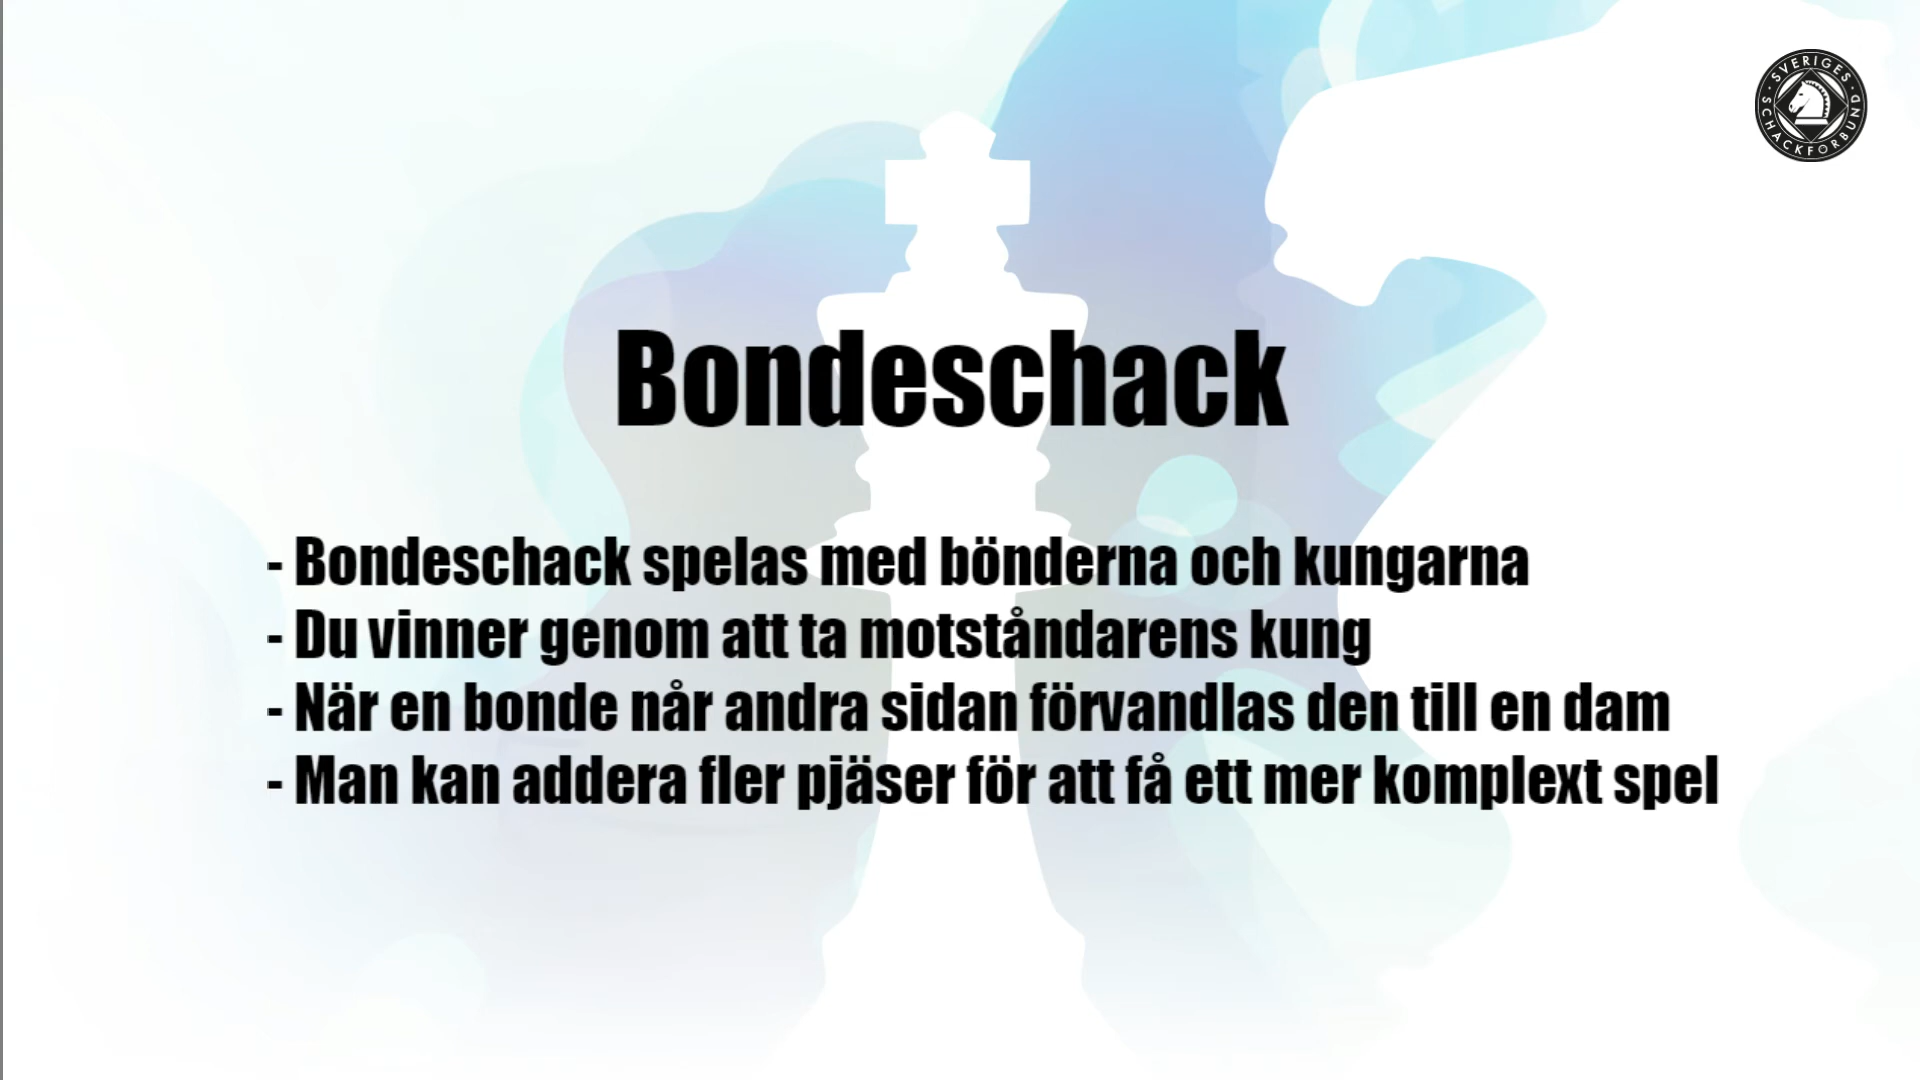 SVERIGES
SCHACKFÖRBUND
Bondeschack
- Bondeschack spelas med bönderna och kungarna
- Du vinner genom att ta motståndarens kung
- När en bonde når andra sidan förvandlas den till en dam
- Man kan addera fler pjäser för att få ett mer komplext spel